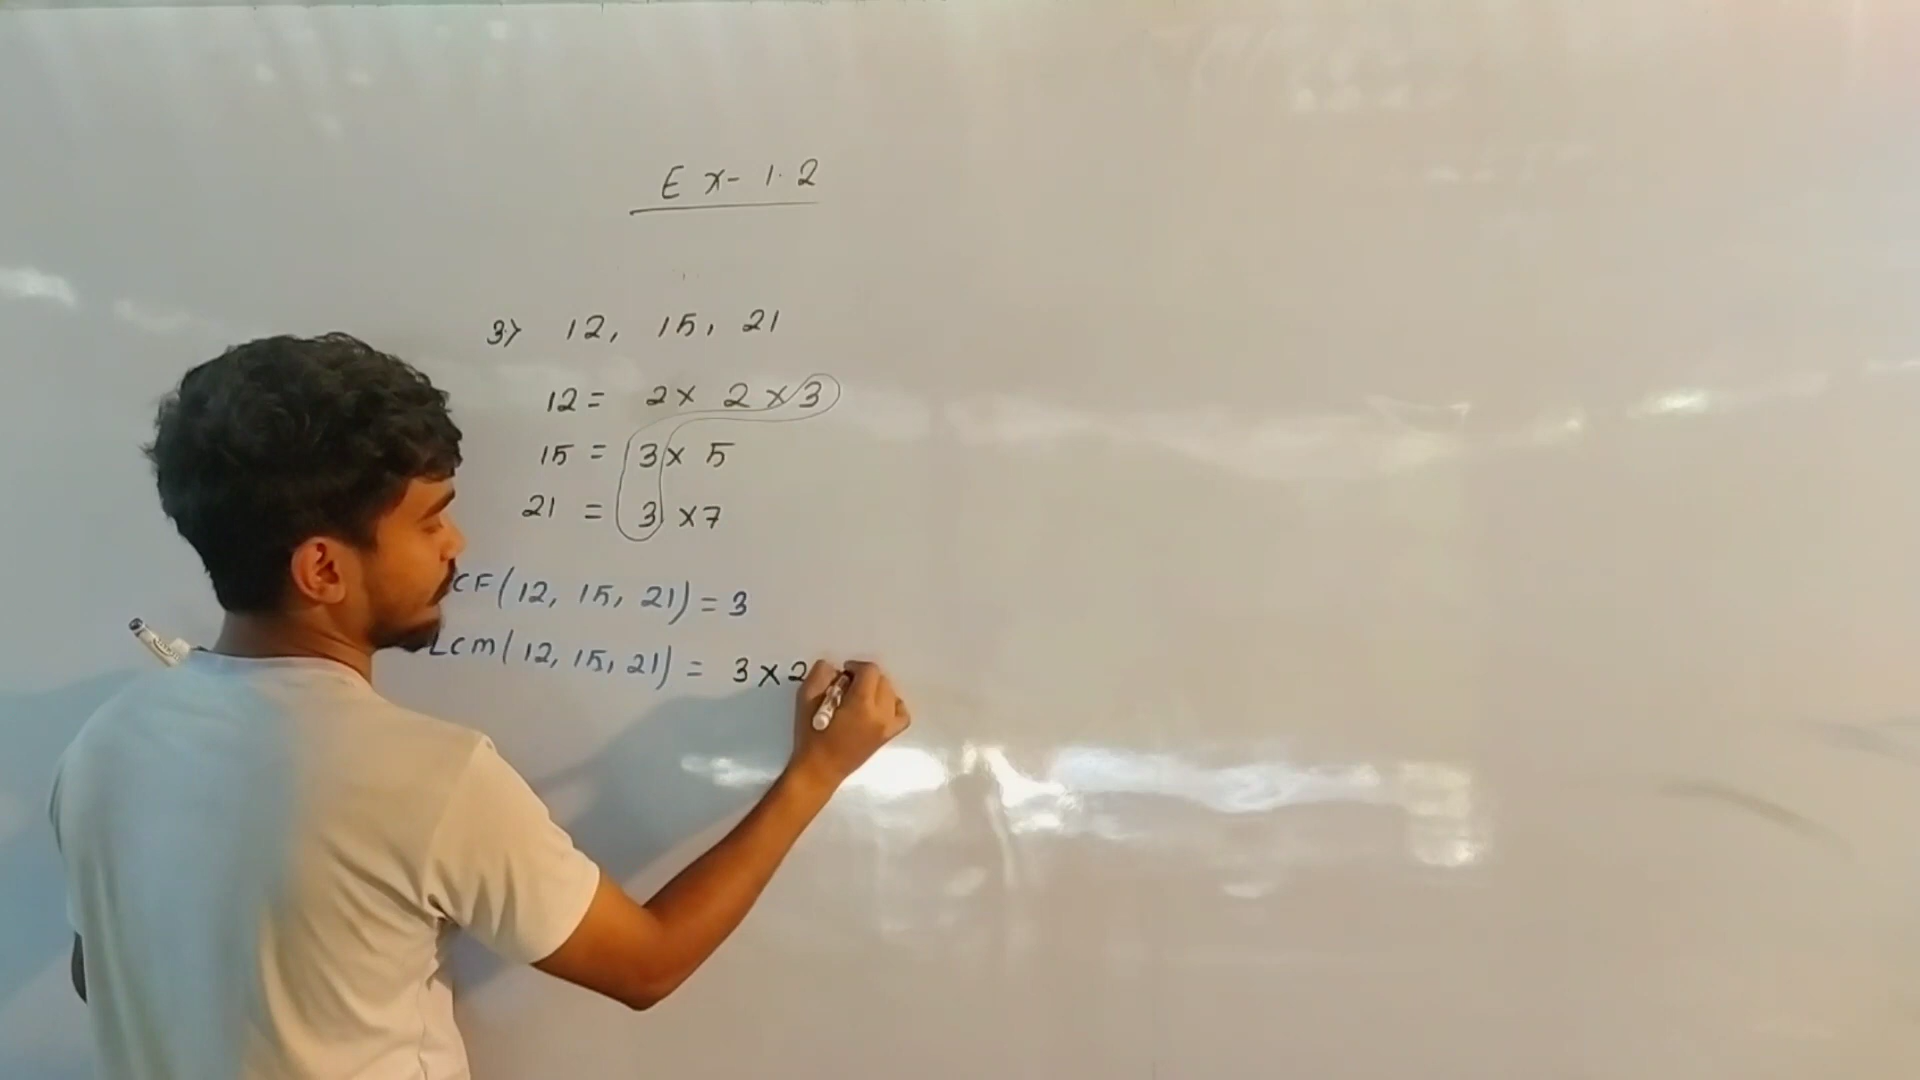 Ex- 1.2
3> 12, 15, 21
12 = 2 x 2 x 3
15 = 3 x 5
21 = 3 x 7
CF(12, 15, 21) = 3
Lcm(12, 15, 21) = 3 x 2